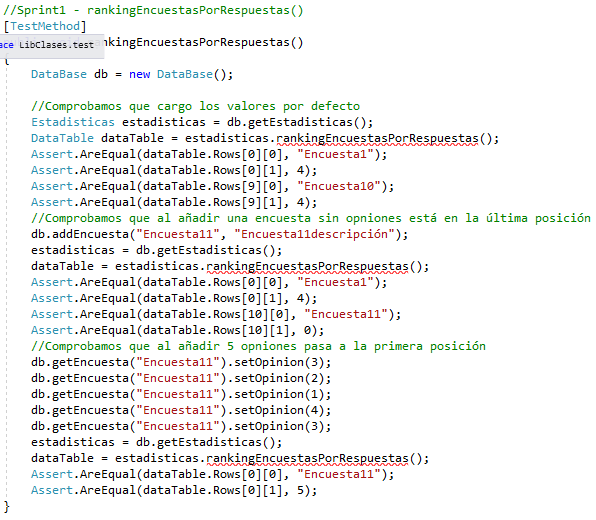 //Sprint1 - rankingEncuestasPorRespuestas()
[TestMethod]
ace LibClases.test rankingEncuestasPorRespuestas()
{
DataBase db = new DataBase();
//Comprobamos que cargo los valores por defecto
Estadisticas estadisticas = db.getEstadisticas();
DataTable dataTable = estadisticas.rankingEncuestasPorRespuestas();
Assert.AreEqual(dataTable.Rows[0][0], "Encuesta1");
Assert.AreEqual(dataTable.Rows[0][1], 4);
Assert.AreEqual(dataTable.Rows[9][0], "Encuesta10");
Assert.AreEqual(dataTable.Rows[9][1], 4);
//Comprobamos que al añadir una encuesta sin opniones está en la última posición
db.addEncuesta("Encuesta11", "Encuesta11descripción");
estadisticas = db.getEstadisticas();
dataTable = estadisticas.rankingEncuestasPorRespuestas();
Assert.AreEqual(dataTable.Rows[0][0], "Encuesta1");
Assert.AreEqual(dataTable.Rows[0][1], 4);
Assert.AreEqual(dataTable.Rows[10][0], "Encuesta11");
Assert.AreEqual(dataTable.Rows[10][1], 0);
//Comprobamos que al añadir 5 opniones pasa a la primera posición
db.getEncuesta("Encuesta11").setOpinion(3);
db.getEncuesta("Encuesta11").setOpinion(2);
db.getEncuesta("Encuesta11").setOpinion(1);
db.getEncuesta("Encuesta11").setOpinion(4);
db.getEncuesta("Encuesta11").setOpinion(3);
estadisticas = db.getEstadisticas();
dataTable = estadisticas.rankingEncuestasPorRespuestas();
Assert.AreEqual(dataTable.Rows[0][0], "Encuesta11");
Assert.AreEqual(dataTable.Rows[0][1], 5);
}